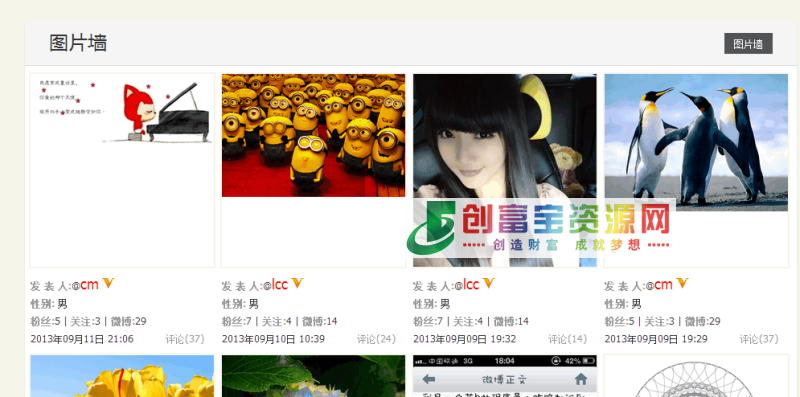 图片墙
图片墙
创富宝资源网
创造财富 成就梦想
发 表 人:@cm
性别: 男
粉丝:5 | 关注:3 | 微博:29
2013年09月11日 21:06 评论(37)
发 表 人:@lcc
性别: 男
粉丝:7 | 关注:4 | 微博:14
2013年09月10日 10:39 评论(24)
发 表 人:@lcc
性别: 男
粉丝:7 | 关注:4 | 微博:14
2013年09月09日 19:32 评论(14)
发 表 人:@cm
性别: 男
粉丝:5 | 关注:3 | 微博:29
2013年09月09日 19:29 评论(37)
中国移动 3G 18:04 42%
微博正文